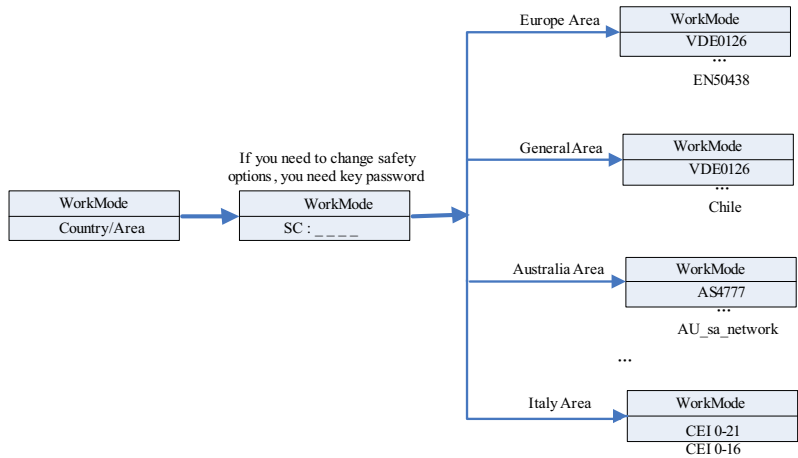 WorkMode
Country/Area
If you need to change safety
options, you need key password
WorkMode
SC : _ _ _ _
Europe Area
WorkMode
VDE0126
...
EN50438
General Area
WorkMode
VDE0126
...
Chile
Australia Area
WorkMode
AS4777
...
AU_sa_network
...
Italy Area
WorkMode
CEI 0-21
CEI 0-16